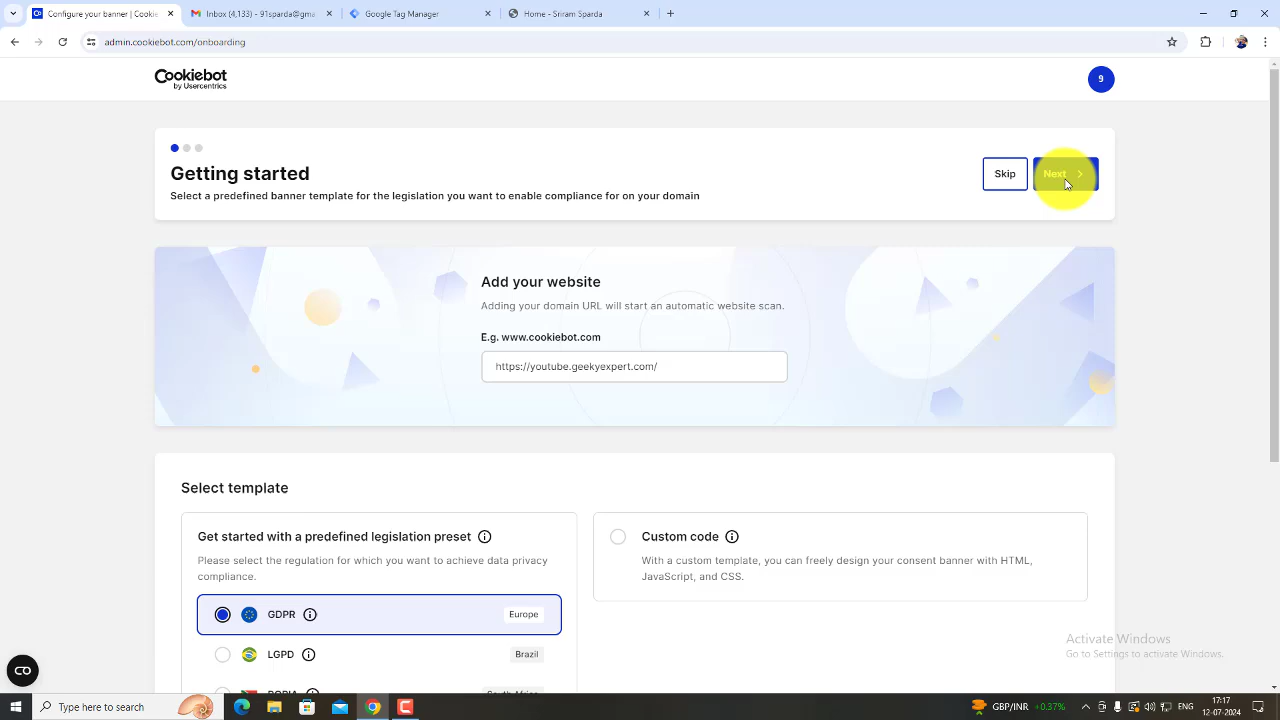 Configure your banner | Cookie
Inbox (4,133) - 91sparda@gm
Google Tag Manager
Home - Sriram Sparda
admin.cookiebot.com/onboarding
Cookiebot
by Usercentrics
9
Getting started
Select a predefined banner template for the legislation you want to enable compliance for on your domain
Skip
Next
Add your website
Adding your domain URL will start an automatic website scan.
E.g. www.cookiebot.com
https://youtube.geekyexpert.com/
Select template
Get started with a predefined legislation preset
Please select the regulation for which you want to achieve data privacy
compliance.
GDPR
Europe
LGPD
Brazil
Custom code
With a custom template, you can freely design your consent banner with HTML,
JavaScript, and CSS.
Activate Windows
Go to Settings to activate Windows.
Type here to search
GBP/INR +0.37%
ENG
17:17
12-07-2024